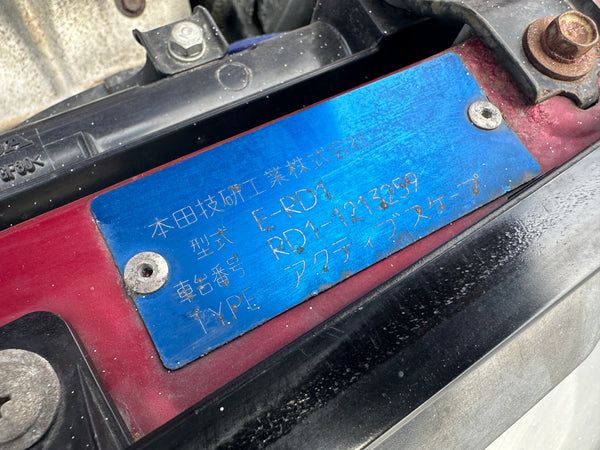 本田技研工業株式会社
型式 E-RD1
車台番号 RD1-1213259
TYPE アクティブスケープ